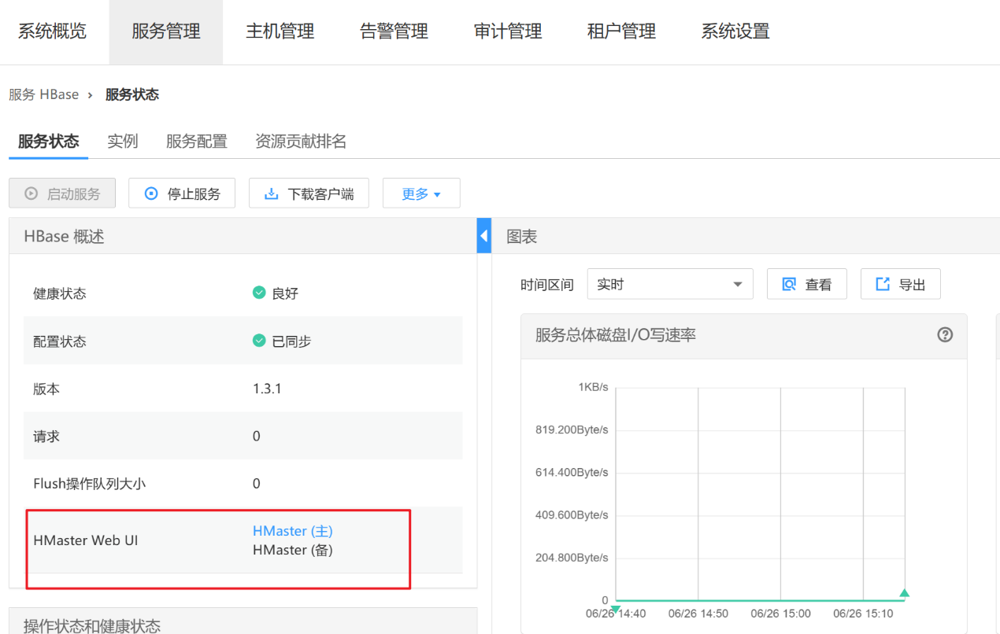 系统概览 服务管理 主机管理 告警管理 审计管理 租户管理 系统设置
服务 HBase › 服务状态
服务状态 实例 服务配置 资源贡献排名
启动服务 停止服务 下载客户端 更多
HBase 概述
健康状态 良好
配置状态 已同步
版本 1.3.1
请求 0
Flush操作队列大小 0
HMaster Web UI HMaster (主)
HMaster (备)
操作状态和健康状态
图表
时间区间 实时 查看 导出
服务总体磁盘I/O写速率
1KB/s
819.200Byte/s
614.400Byte/s
409.600Byte/s
204.800Byte/s
0
06/26 14:40 06/26 14:50 06/26 15:00 06/26 15:10